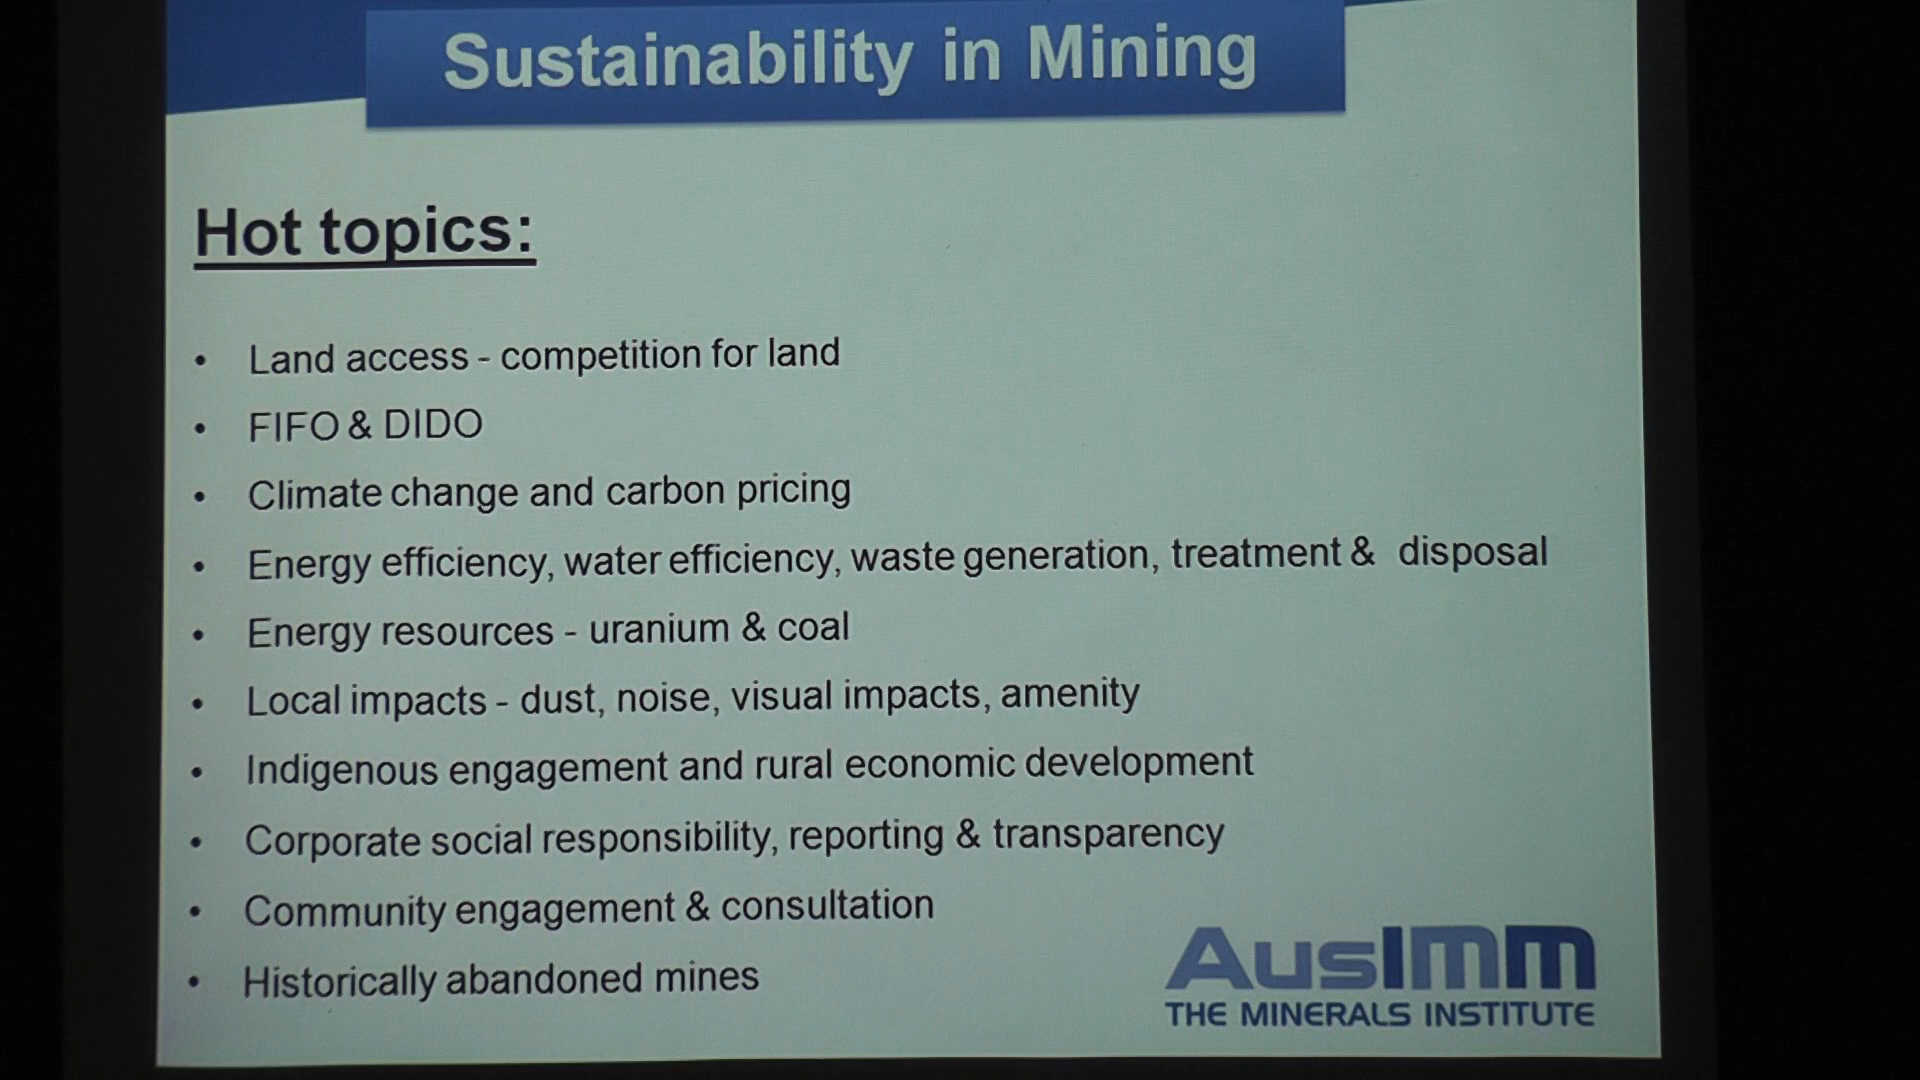 Sustainability in Mining
Hot topics:
• Land access - competition for land
• FIFO & DIDO
• Climate change and carbon pricing
• Energy efficiency, water efficiency, waste generation, treatment & disposal
• Energy resources - uranium & coal
• Local impacts - dust, noise, visual impacts, amenity
• Indigenous engagement and rural economic development
• Corporate social responsibility, reporting & transparency
• Community engagement & consultation
• Historically abandoned mines
AusIMM
THE MINERALS INSTITUTE